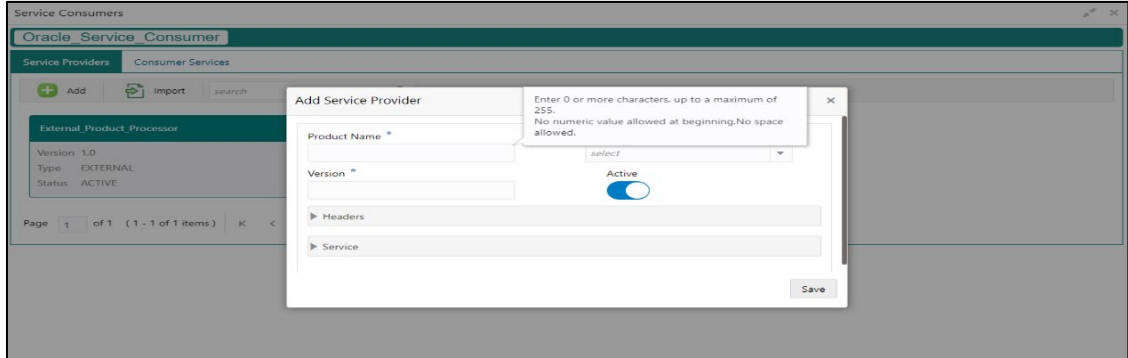 Service Consumers
Oracle_Service_Consumer
Service Providers Consumer Services
Add Import search
Add Service Provider
Enter 0 or more characters. up to a maximum of
255.
No numeric value allowed at beginning.No space
allowed.
External_Product_Processor
Product Name *
select
Version 1.0
Type EXTERNAL
Status ACTIVE
Version *
Active
Headers
Page 1 of 1 ( 1 - 1 of 1 items )
Service
Save